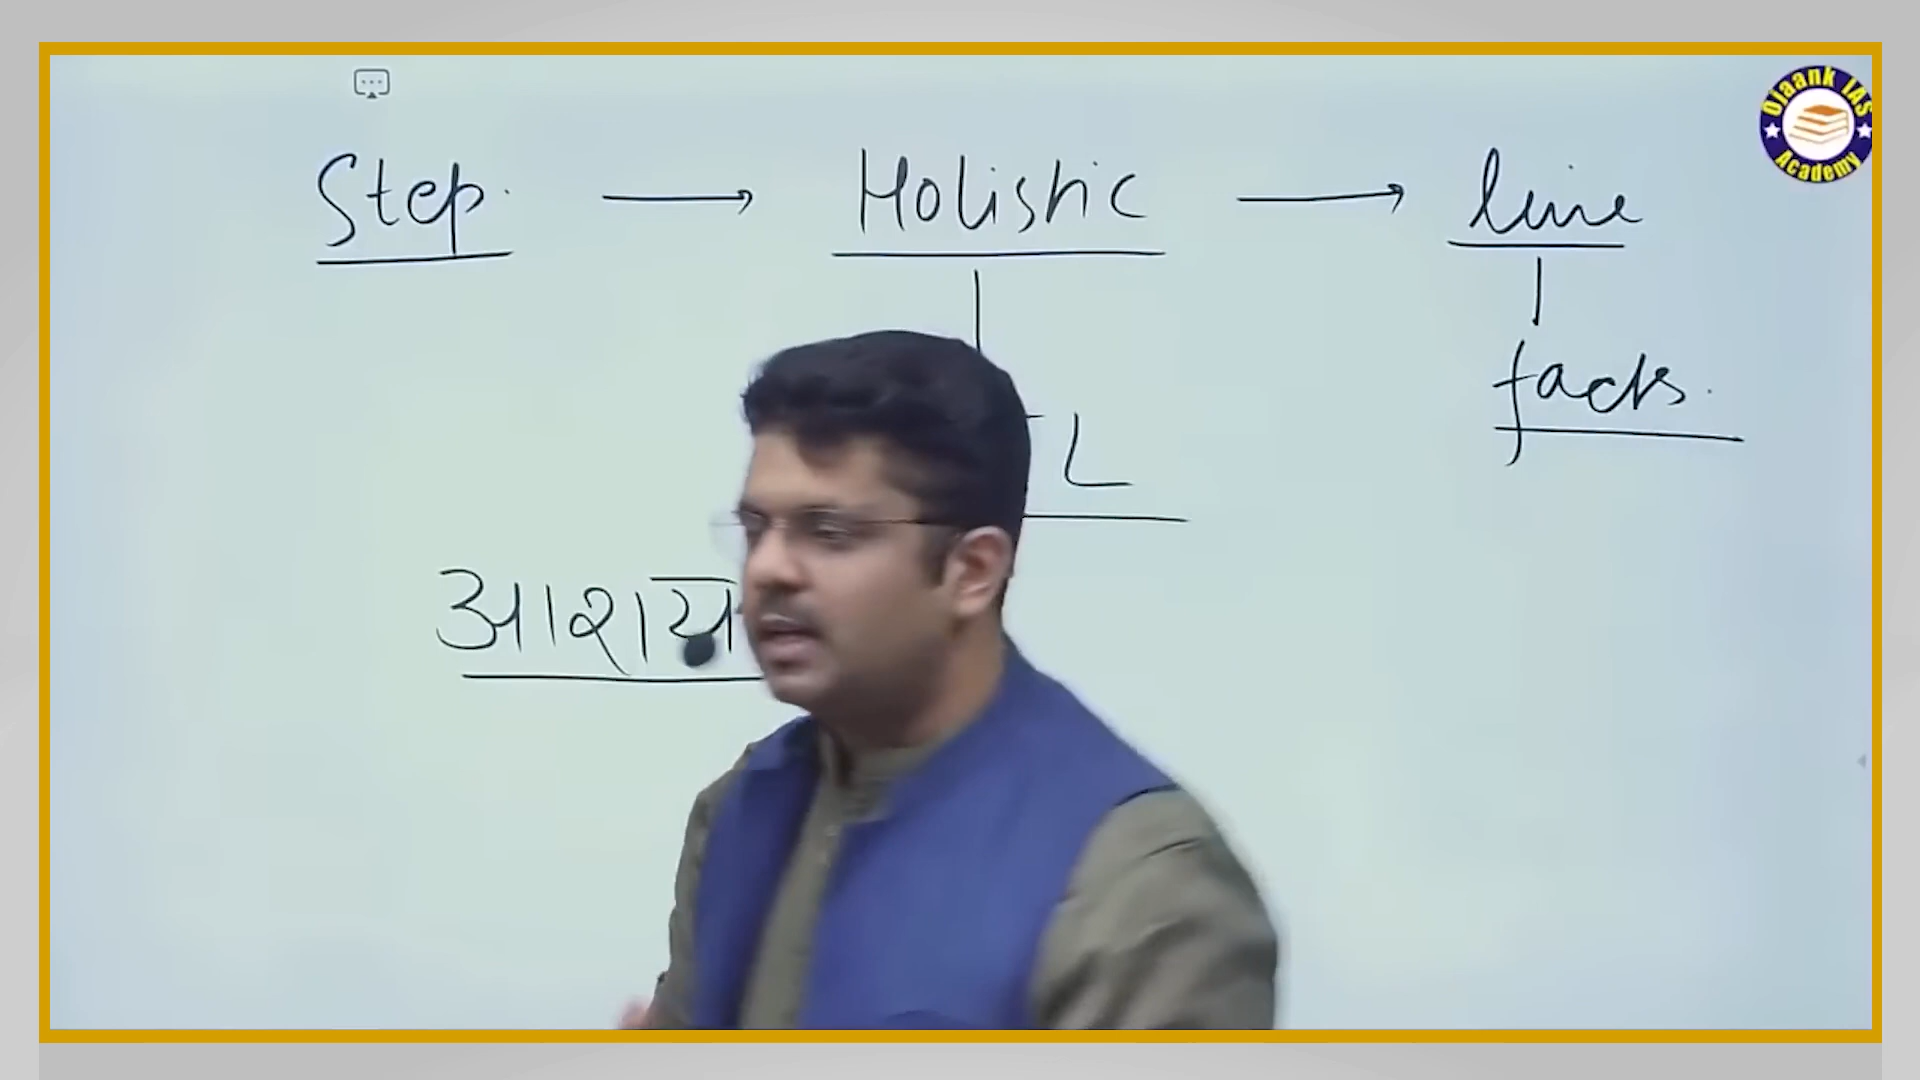 Step. → Holistic → line
facts.
L
आशय
Ojaank IAS
Academy